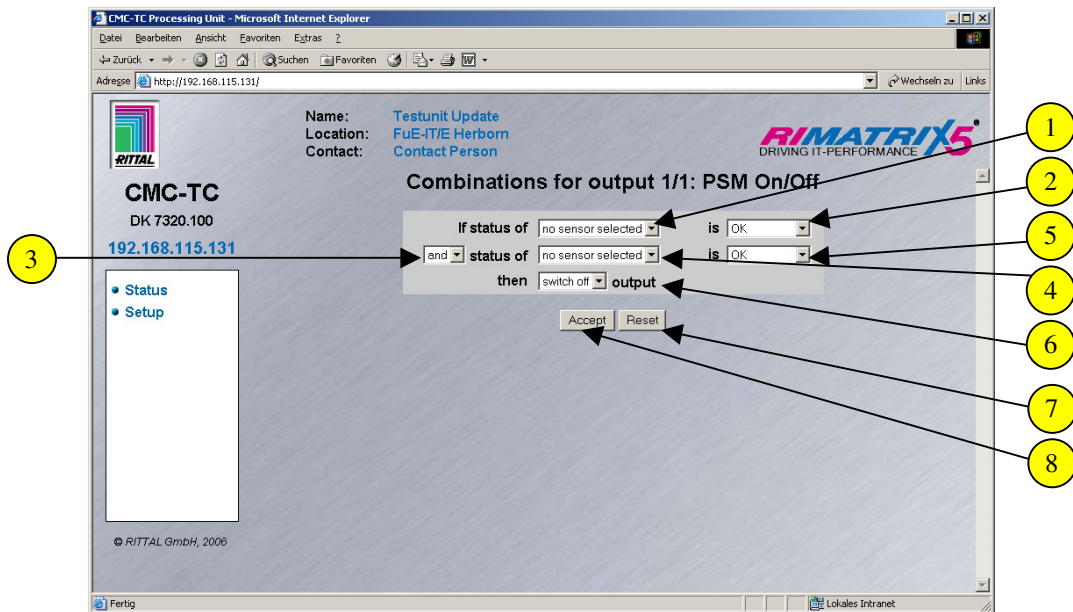 CMC-TC Processing Unit - Microsoft Internet Explorer
Datei Bearbeiten Ansicht Favoriten Extras ?
Zurück Suchen Favoriten
Adresse http://192.168.115.131/ Wechseln zu Links
RITTAL
Name: Testunit Update
Location: FuE-IT/E Herborn
Contact: Contact Person
RIMATRIX5®
DRIVING IT-PERFORMANCE
CMC-TC
DK 7320.100
192.168.115.131
Status
Setup
© RITTAL GmbH, 2006
Combinations for output 1/1: PSM On/Off
If status of no sensor selected is OK
and status of no sensor selected is OK
then switch off output
Accept Reset
1
2
3
5
4
6
7
8
Fertig Lokales Intranet